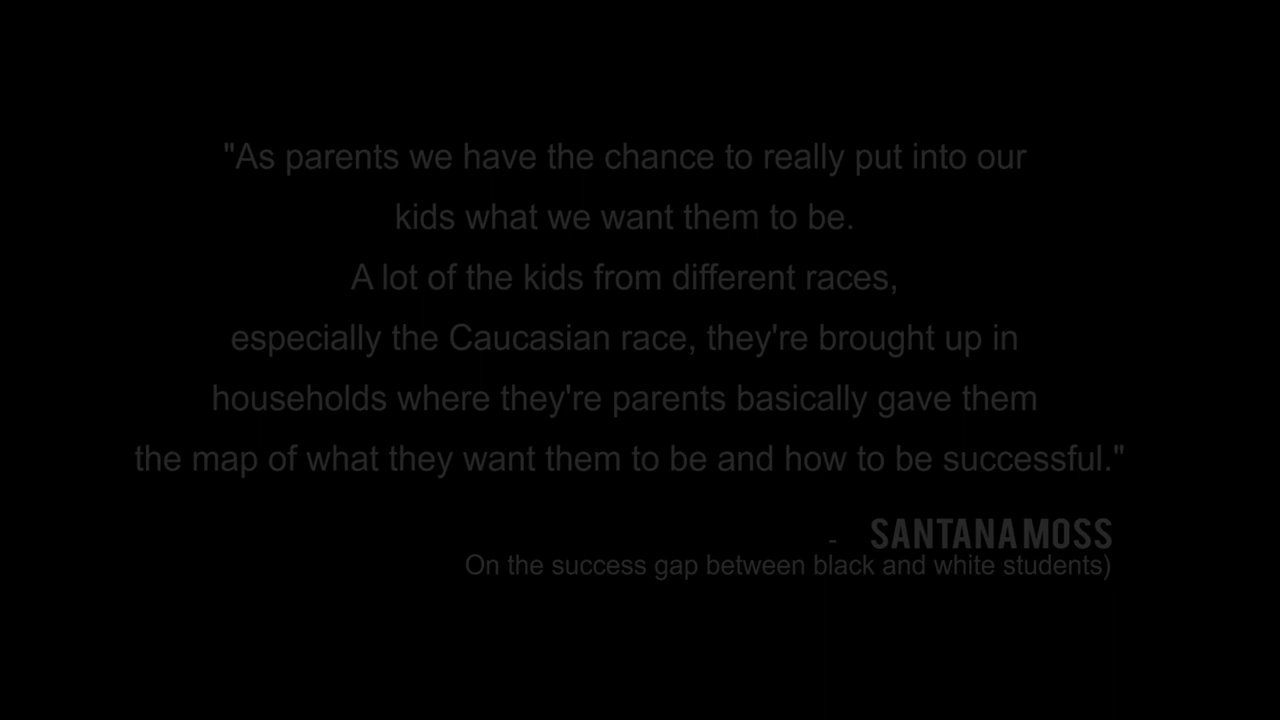 "As parents we have the chance to really put into our
kids what we want them to be.
A lot of the kids from different races,
especially the Caucasian race, they're brought up in
households where they're parents basically gave them
the map of what they want them to be and how to be successful."
- SANTANA MOSS
On the success gap between black and white students)